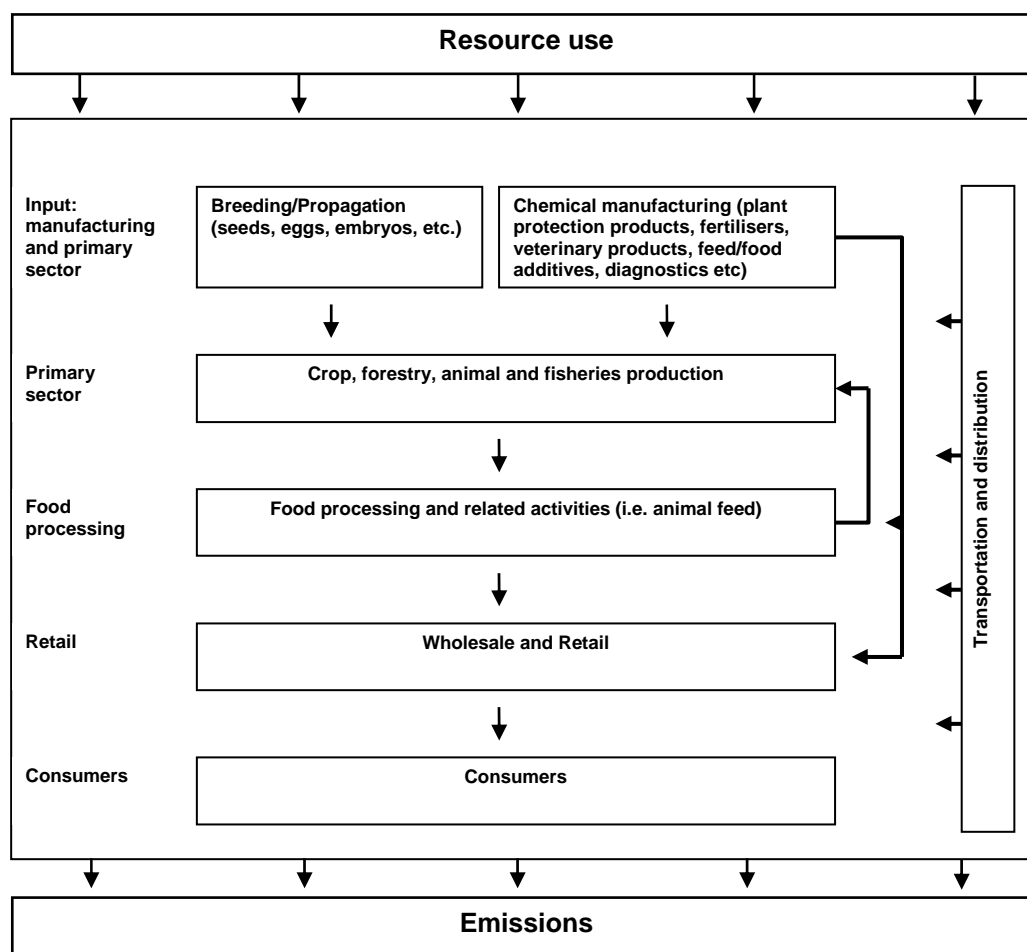 Resource use
Input:
manufacturing
and primary
sector
Breeding/Propagation
(seeds, eggs, embryos, etc.)
Chemical manufacturing (plant
protection products, fertilisers,
veterinary products, feed/food
additives, diagnostics etc)
Primary
sector
Crop, forestry, animal and fisheries production
Food
processing
Food processing and related activities (i.e. animal feed)
Retail
Wholesale and Retail
Consumers
Consumers
Transportation and distribution
Emissions